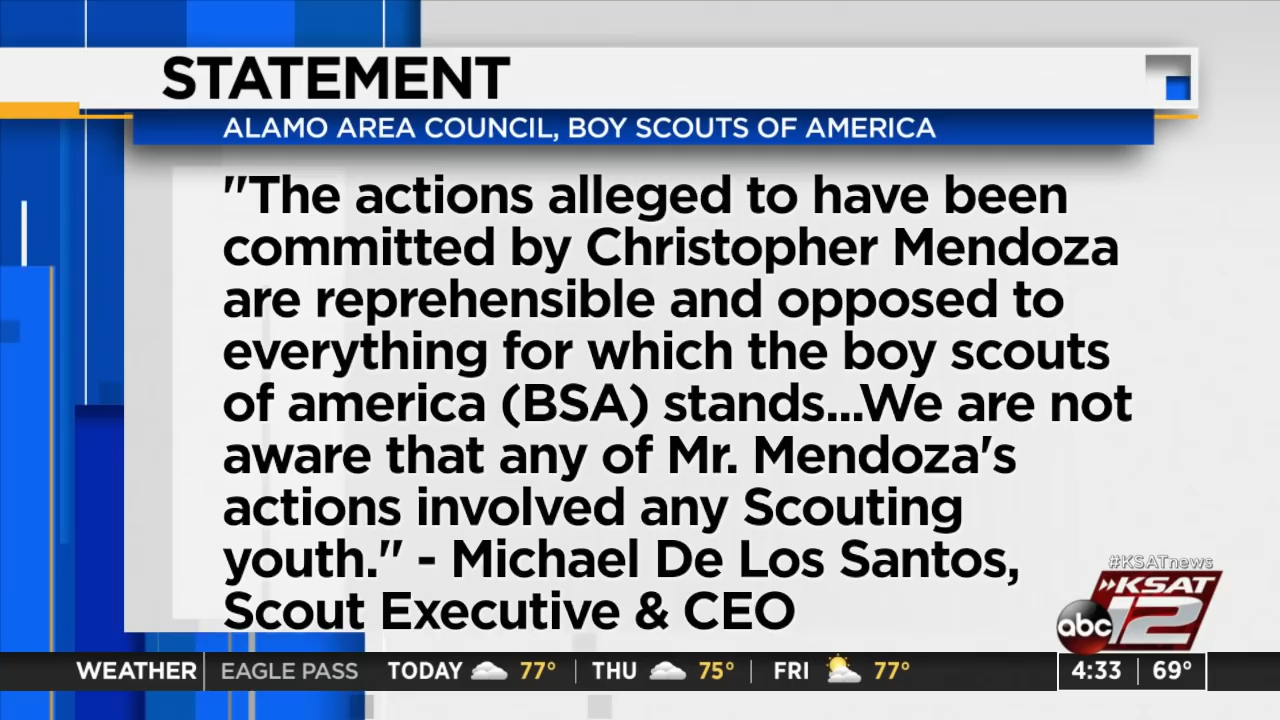 STATEMENT
ALAMO AREA COUNCIL, BOY SCOUTS OF AMERICA
"The actions alleged to have been
committed by Christopher Mendoza
are reprehensible and opposed to
everything for which the boy scouts
of america (BSA) stands...We are not
aware that any of Mr. Mendoza's
actions involved any Scouting
youth." - Michael De Los Santos,
Scout Executive & CEO
#KSATnews
KSAT
abc 12
WEATHER EAGLE PASS TODAY 77° THU 75° FRI 77° 4:33 69°